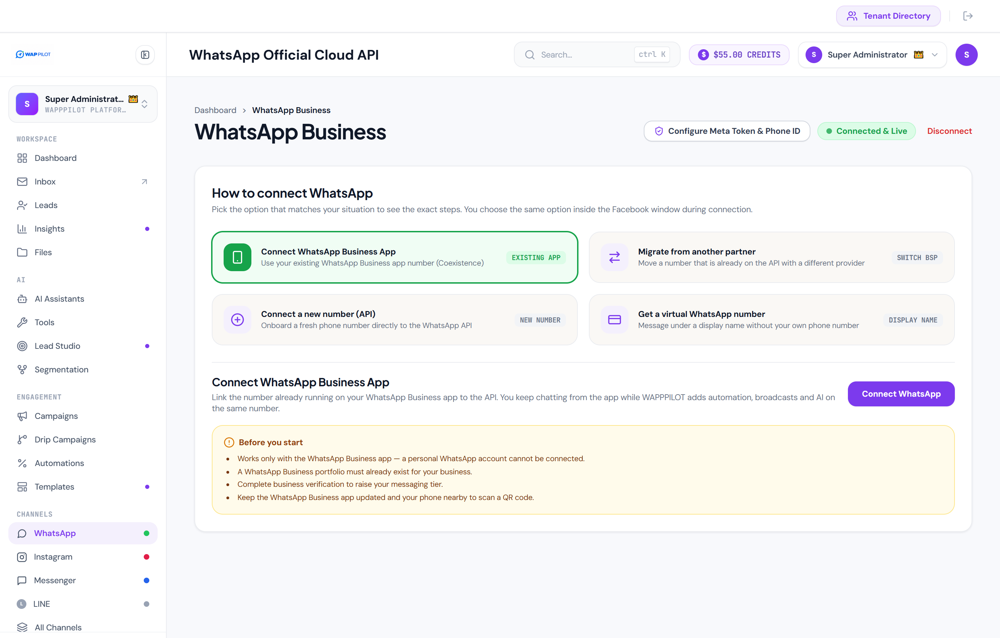 Tenant Directory
WAPPILOT
WhatsApp Official Cloud API
Search...
ctrl K
$ $55.00 CREDITS
S
Super Administrator
S
S
Super Administrat...
WAPPPILOT PLATFOR...
WORKSPACE
Dashboard
Inbox
Leads
Insights
Files
AI
AI Assistants
Tools
Lead Studio
Segmentation
ENGAGEMENT
Campaigns
Drip Campaigns
Automations
Templates
CHANNELS
WhatsApp
Instagram
Messenger
L LINE
All Channels
Dashboard > WhatsApp Business
WhatsApp Business
Configure Meta Token & Phone ID
Connected & Live
Disconnect
How to connect WhatsApp
Pick the option that matches your situation to see the exact steps. You choose the same option inside the Facebook window during connection.
Connect WhatsApp Business App
Use your existing WhatsApp Business app number (Coexistence)
EXISTING APP
Migrate from another partner
Move a number that is already on the API with a different provider
SWITCH BSP
Connect a new number (API)
Onboard a fresh phone number directly to the WhatsApp API
NEW NUMBER
Get a virtual WhatsApp number
Message under a display name without your own phone number
DISPLAY NAME
Connect WhatsApp Business App
Link the number already running on your WhatsApp Business app to the API. You keep chatting from the app while WAPPPILOT adds automation, broadcasts and AI on
the same number.
Connect WhatsApp
Before you start
• Works only with the WhatsApp Business app — a personal WhatsApp account cannot be connected.
• A WhatsApp Business portfolio must already exist for your business.
• Complete business verification to raise your messaging tier.
• Keep the WhatsApp Business app updated and your phone nearby to scan a QR code.